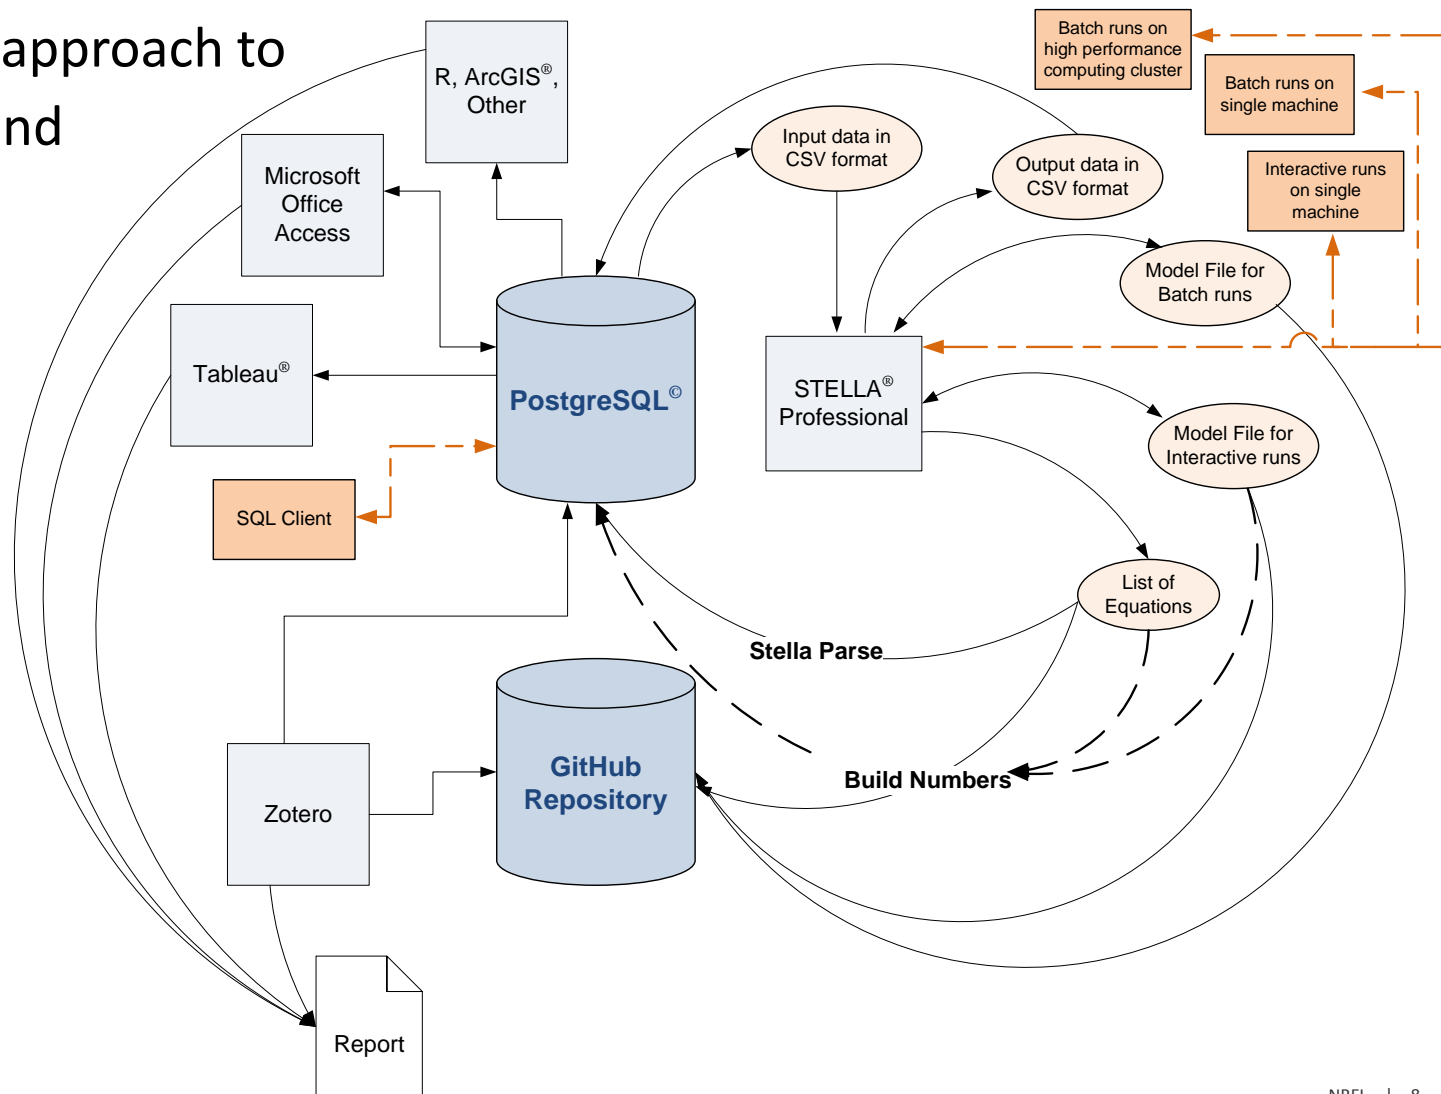 approach to
nd
R, ArcGIS®,
Other
Microsoft
Office
Access
Tableau®
SQL Client
PostgreSQL©
Input data in
CSV format
Output data in
CSV format
Batch runs on
high performance
computing cluster
Batch runs on
single machine
Interactive runs
on single
machine
Model File for
Batch runs
STELLA®
Professional
Model File for
Interactive runs
List of
Equations
Stella Parse
Build Numbers
GitHub
Repository
Zotero
Report